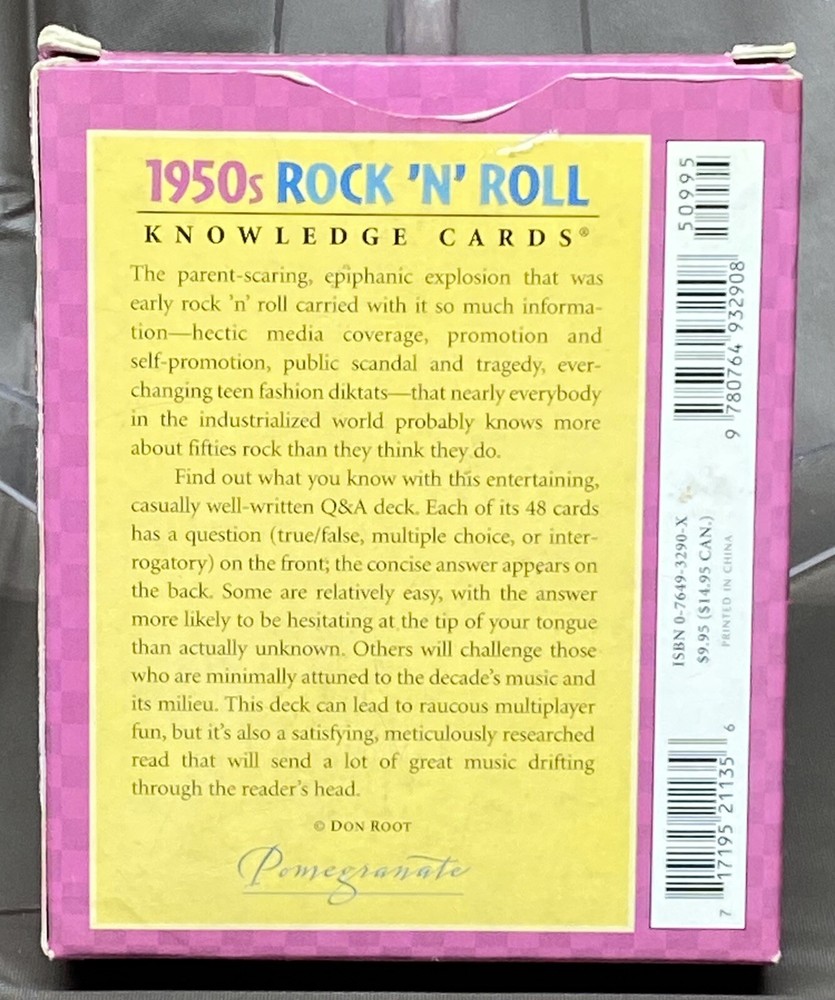 1950s ROCK 'N' ROLL
KNOWLEDGE CARDS®
The parent-scaring, epiphanic explosion that was
early rock 'n' roll carried with it so much informa-
tion—hectic media coverage, promotion and
self-promotion, public scandal and tragedy, ever-
changing teen fashion diktats—that nearly everybody
in the industrialized world probably knows more
about fifties rock than they think they do.
Find out what you know with this entertaining,
casually well-written Q&A deck. Each of its 48 cards
has a question (true/false, multiple choice, or inter-
rogatory) on the front; the concise answer appears on
the back. Some are relatively easy, with the answer
more likely to be hesitating at the tip of your tongue
than actually unknown. Others will challenge those
who are minimally attuned to the decade's music and
its milieu. This deck can lead to raucous multiplayer
fun, but it's also a satisfying, meticulously researched
read that will send a lot of great music drifting
through the reader's head.
© DON ROOT
Pomegranate
50995
9 780764 932908
ISBN 0-7649-3290-X
$9.95 ($14.95 CAN.)
PRINTED IN CHINA
7 17195 21135 6